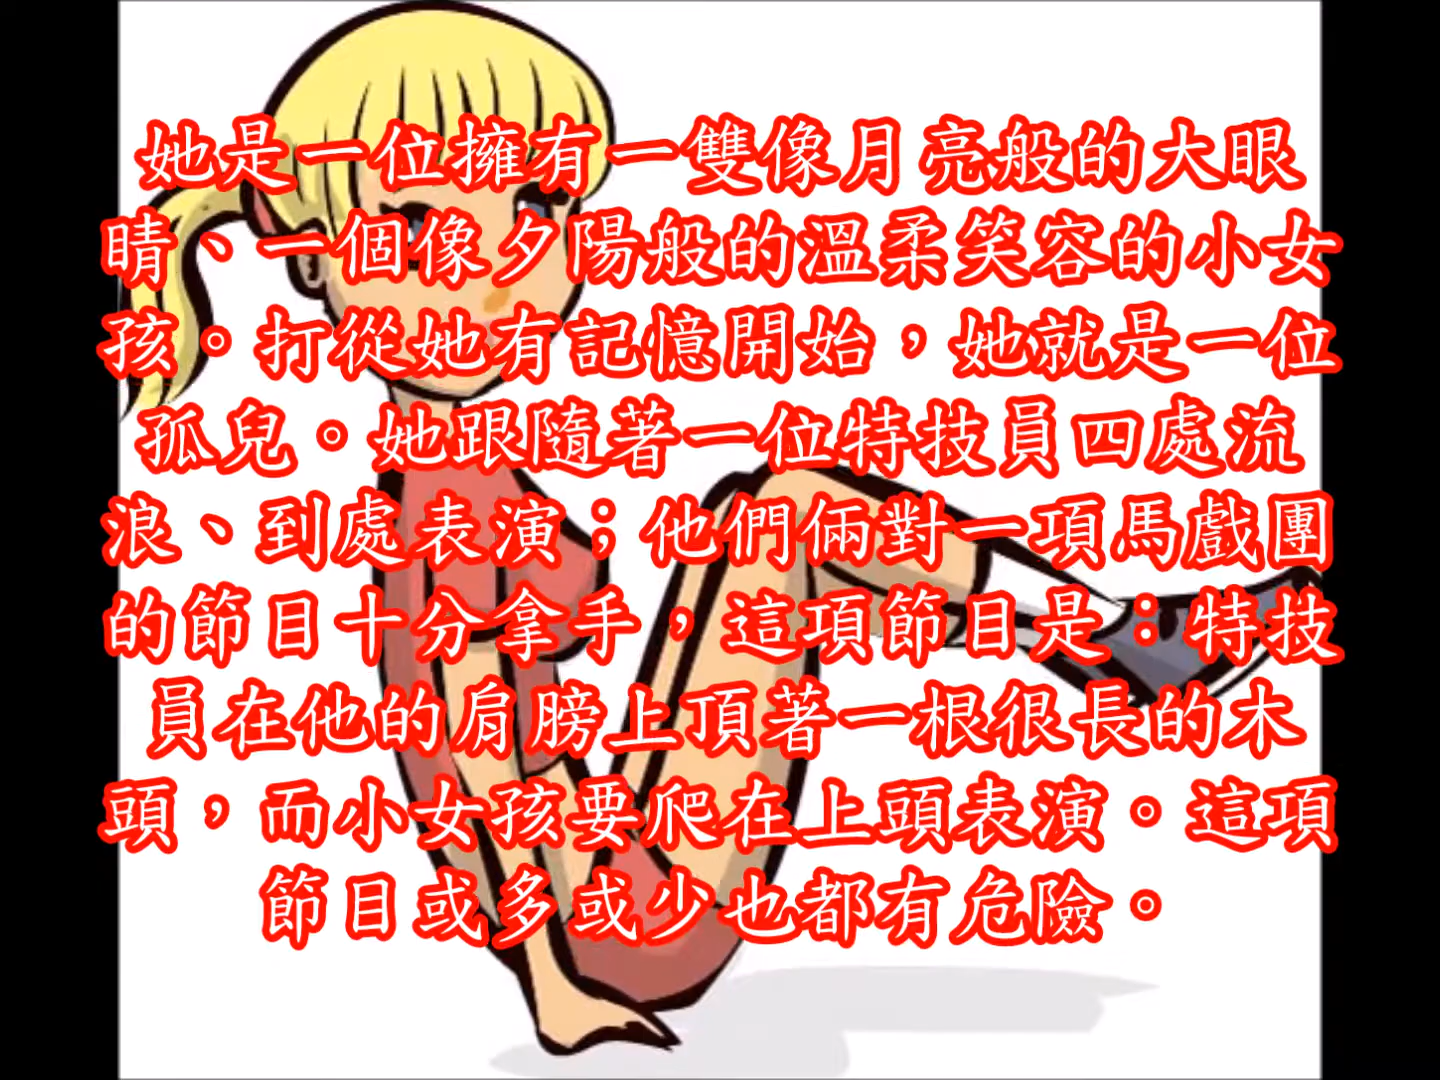 她是一位擁有一雙像月亮般的大眼
睛、一個像夕陽般的溫柔笑容的小女
孩。打從她有記憶開始，她就是一位
孤兒。她跟隨著一位特技員四處流
浪、到處表演；他們倆對一項馬戲團
的節目十分拿手，這項節目是：特技
員在他的肩膀上頂著一根很長的木
頭，而小女孩要爬在上頭表演。這項
節目或多或少也都有危險。